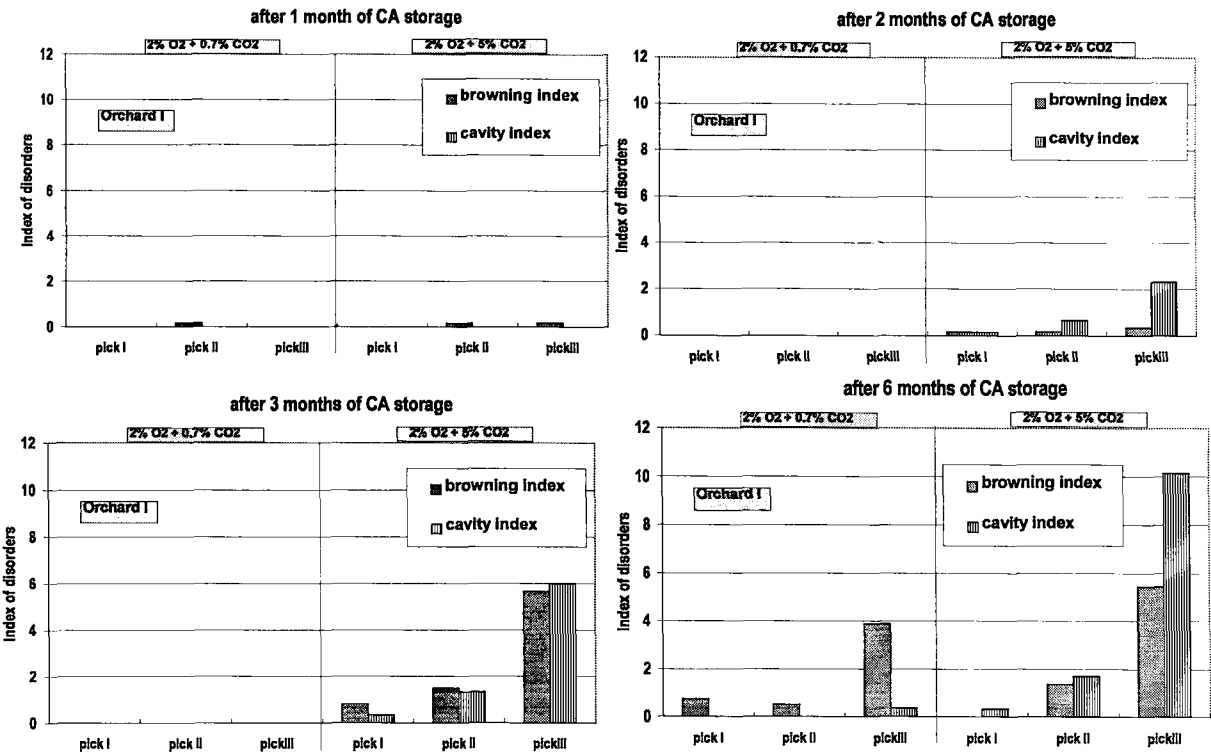 after 1 month of CA storage
2% O2 + 0.7% CO2
2% O2 + 5% CO2
12
10
8
6
4
2
0
Index of disorders
Orchard I
browning index
cavity index
pick I
pick II
pickIII
pick I
pick II
pickIII
after 2 months of CA storage
2% O2 + 0.7% CO2
2% O2 + 5% CO2
12
10
8
6
4
2
0
Index of disorders
Orchard I
browning index
cavity index
pick I
pick II
pickIII
pick I
pick II
pickIII
after 3 months of CA storage
2% O2 + 0.7% CO2
2% O2 + 5% CO2
12
10
8
6
4
2
0
Index of disorders
Orchard I
browning index
cavity index
pick I
pick II
pickIII
pick I
pick II
pickIII
after 6 months of CA storage
2% O2 + 0.7% CO2
2% O2 + 5% CO2
12
10
8
6
4
2
0
Index of disorders
Orchard I
browning index
cavity index
pick I
pick II
pickIII
pick I
pick II
pickIII